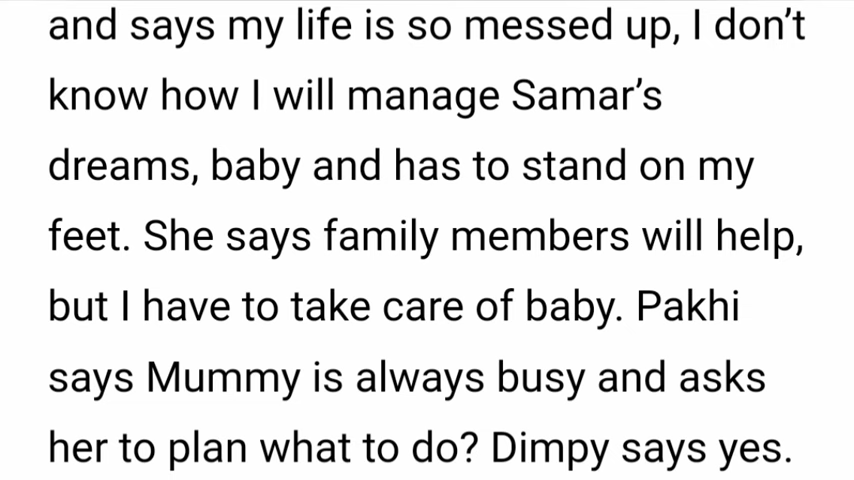 and says my life is so messed up, I don’t
know how I will manage Samar’s
dreams, baby and has to stand on my
feet. She says family members will help,
but I have to take care of baby. Pakhi
says Mummy is always busy and asks
her to plan what to do? Dimpy says yes.